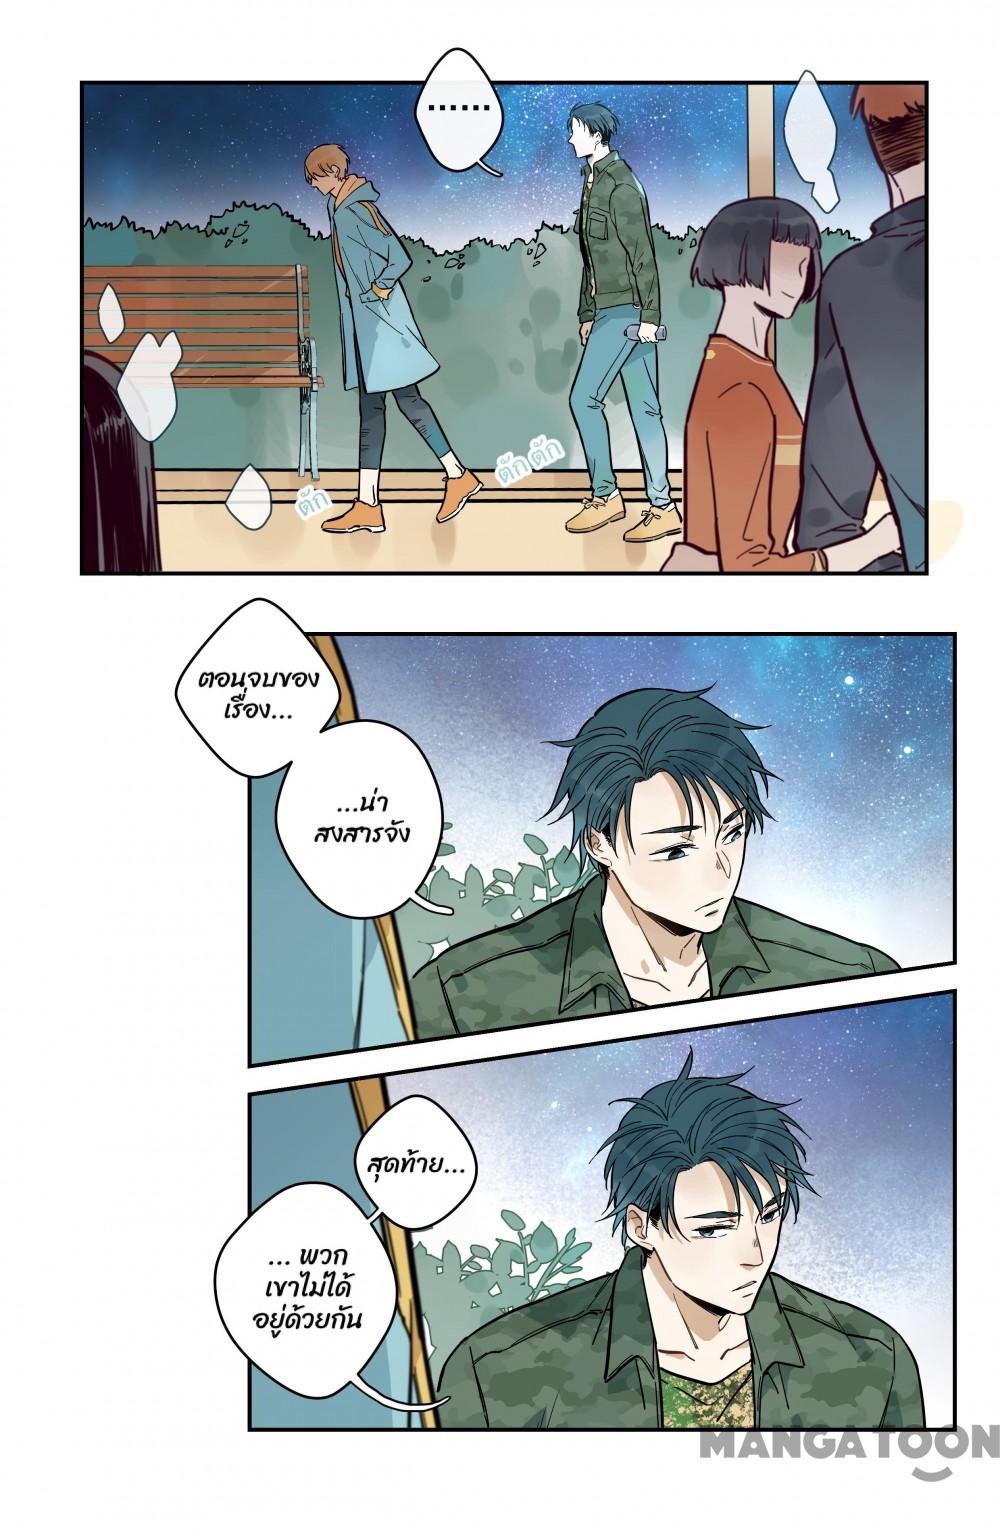 ......
ตัก
ตัก ตัก
ตอนจบของ
เรื่อง...
...น่า
สงสารจัง
สุดท้าย...
... พวก
เขาไม่ได้
อยู่ด้วยกัน
MANGATOON